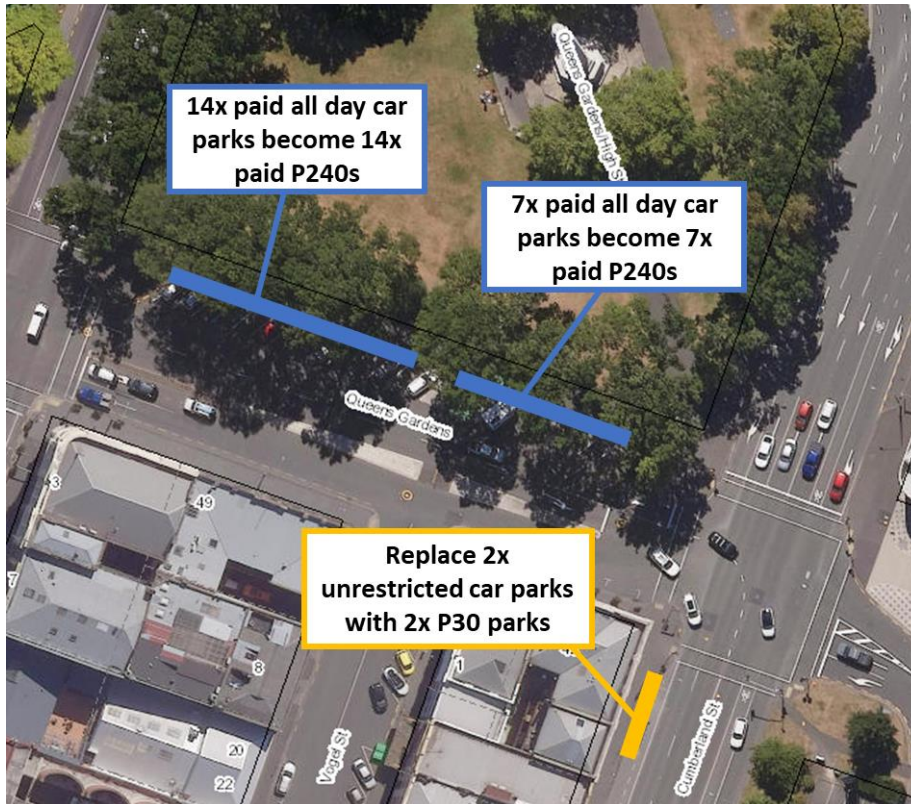 Queens Gardens/High St
14x paid all day car
parks become 14x
paid P240s
7x paid all day car
parks become 7x
paid P240s
Queens Gardens
3
49
Replace 2x
unrestricted car parks
with 2x P30 parks
7
8
1
20
22
Vogel St
Cumberland St